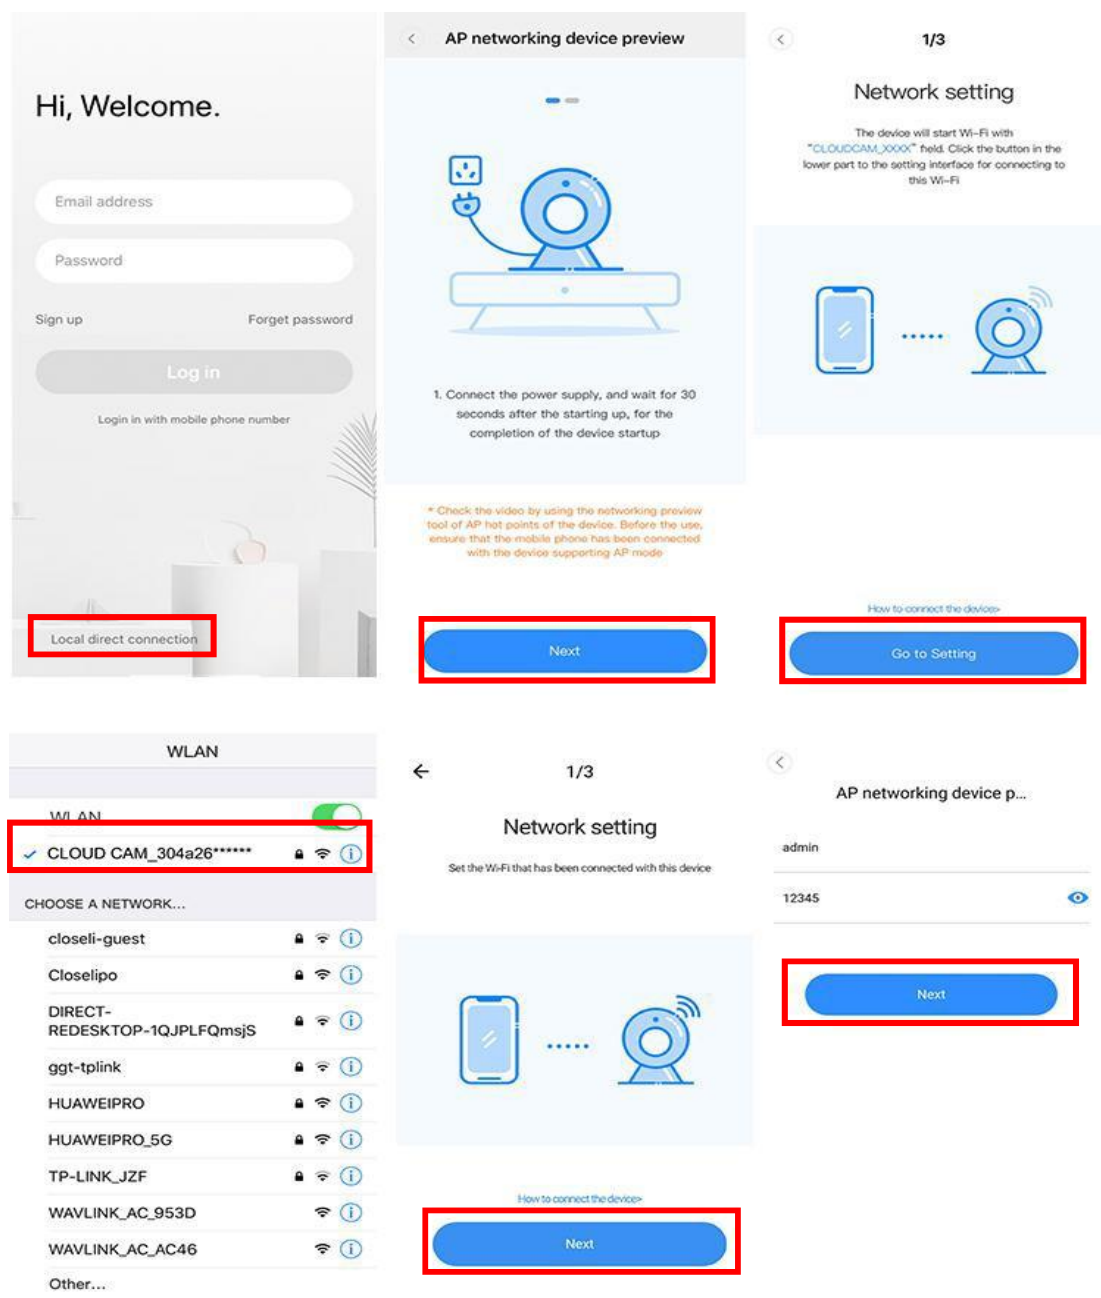 Hi, Welcome.
Email address
Password
Sign up
Forget password
Log in
Login in with mobile phone number
Local direct connection
AP networking device preview
1. Connect the power supply, and wait for 30
seconds after the starting up, for the
completion of the device startup
* Check the video by using the networking preview
tool of AP hot points of the device. Before the use,
ensure that the mobile phone has been connected
with the device supporting AP mode
Next
1/3
Network setting
The device will start Wi-Fi with
"CLOUDCAM_XXXX" field. Click the button in the
lower part to the setting interface for connecting to
this Wi-Fi
How to connect the device>
Go to Setting
WLAN
WLAN
CLOUD CAM_304a26******
CHOOSE A NETWORK...
closeli-guest
Closelipo
DIRECT-
REDESKTOP-1QJPLFQmsjS
ggt-tplink
HUAWEIPRO
HUAWEIPRO_5G
TP-LINK_JZF
WAVLINK_AC_953D
WAVLINK_AC_AC46
Other...
1/3
Network setting
Set the Wi-Fi that has been connected with this device
How to connect the device>
Next
AP networking device p...
admin
12345
Next